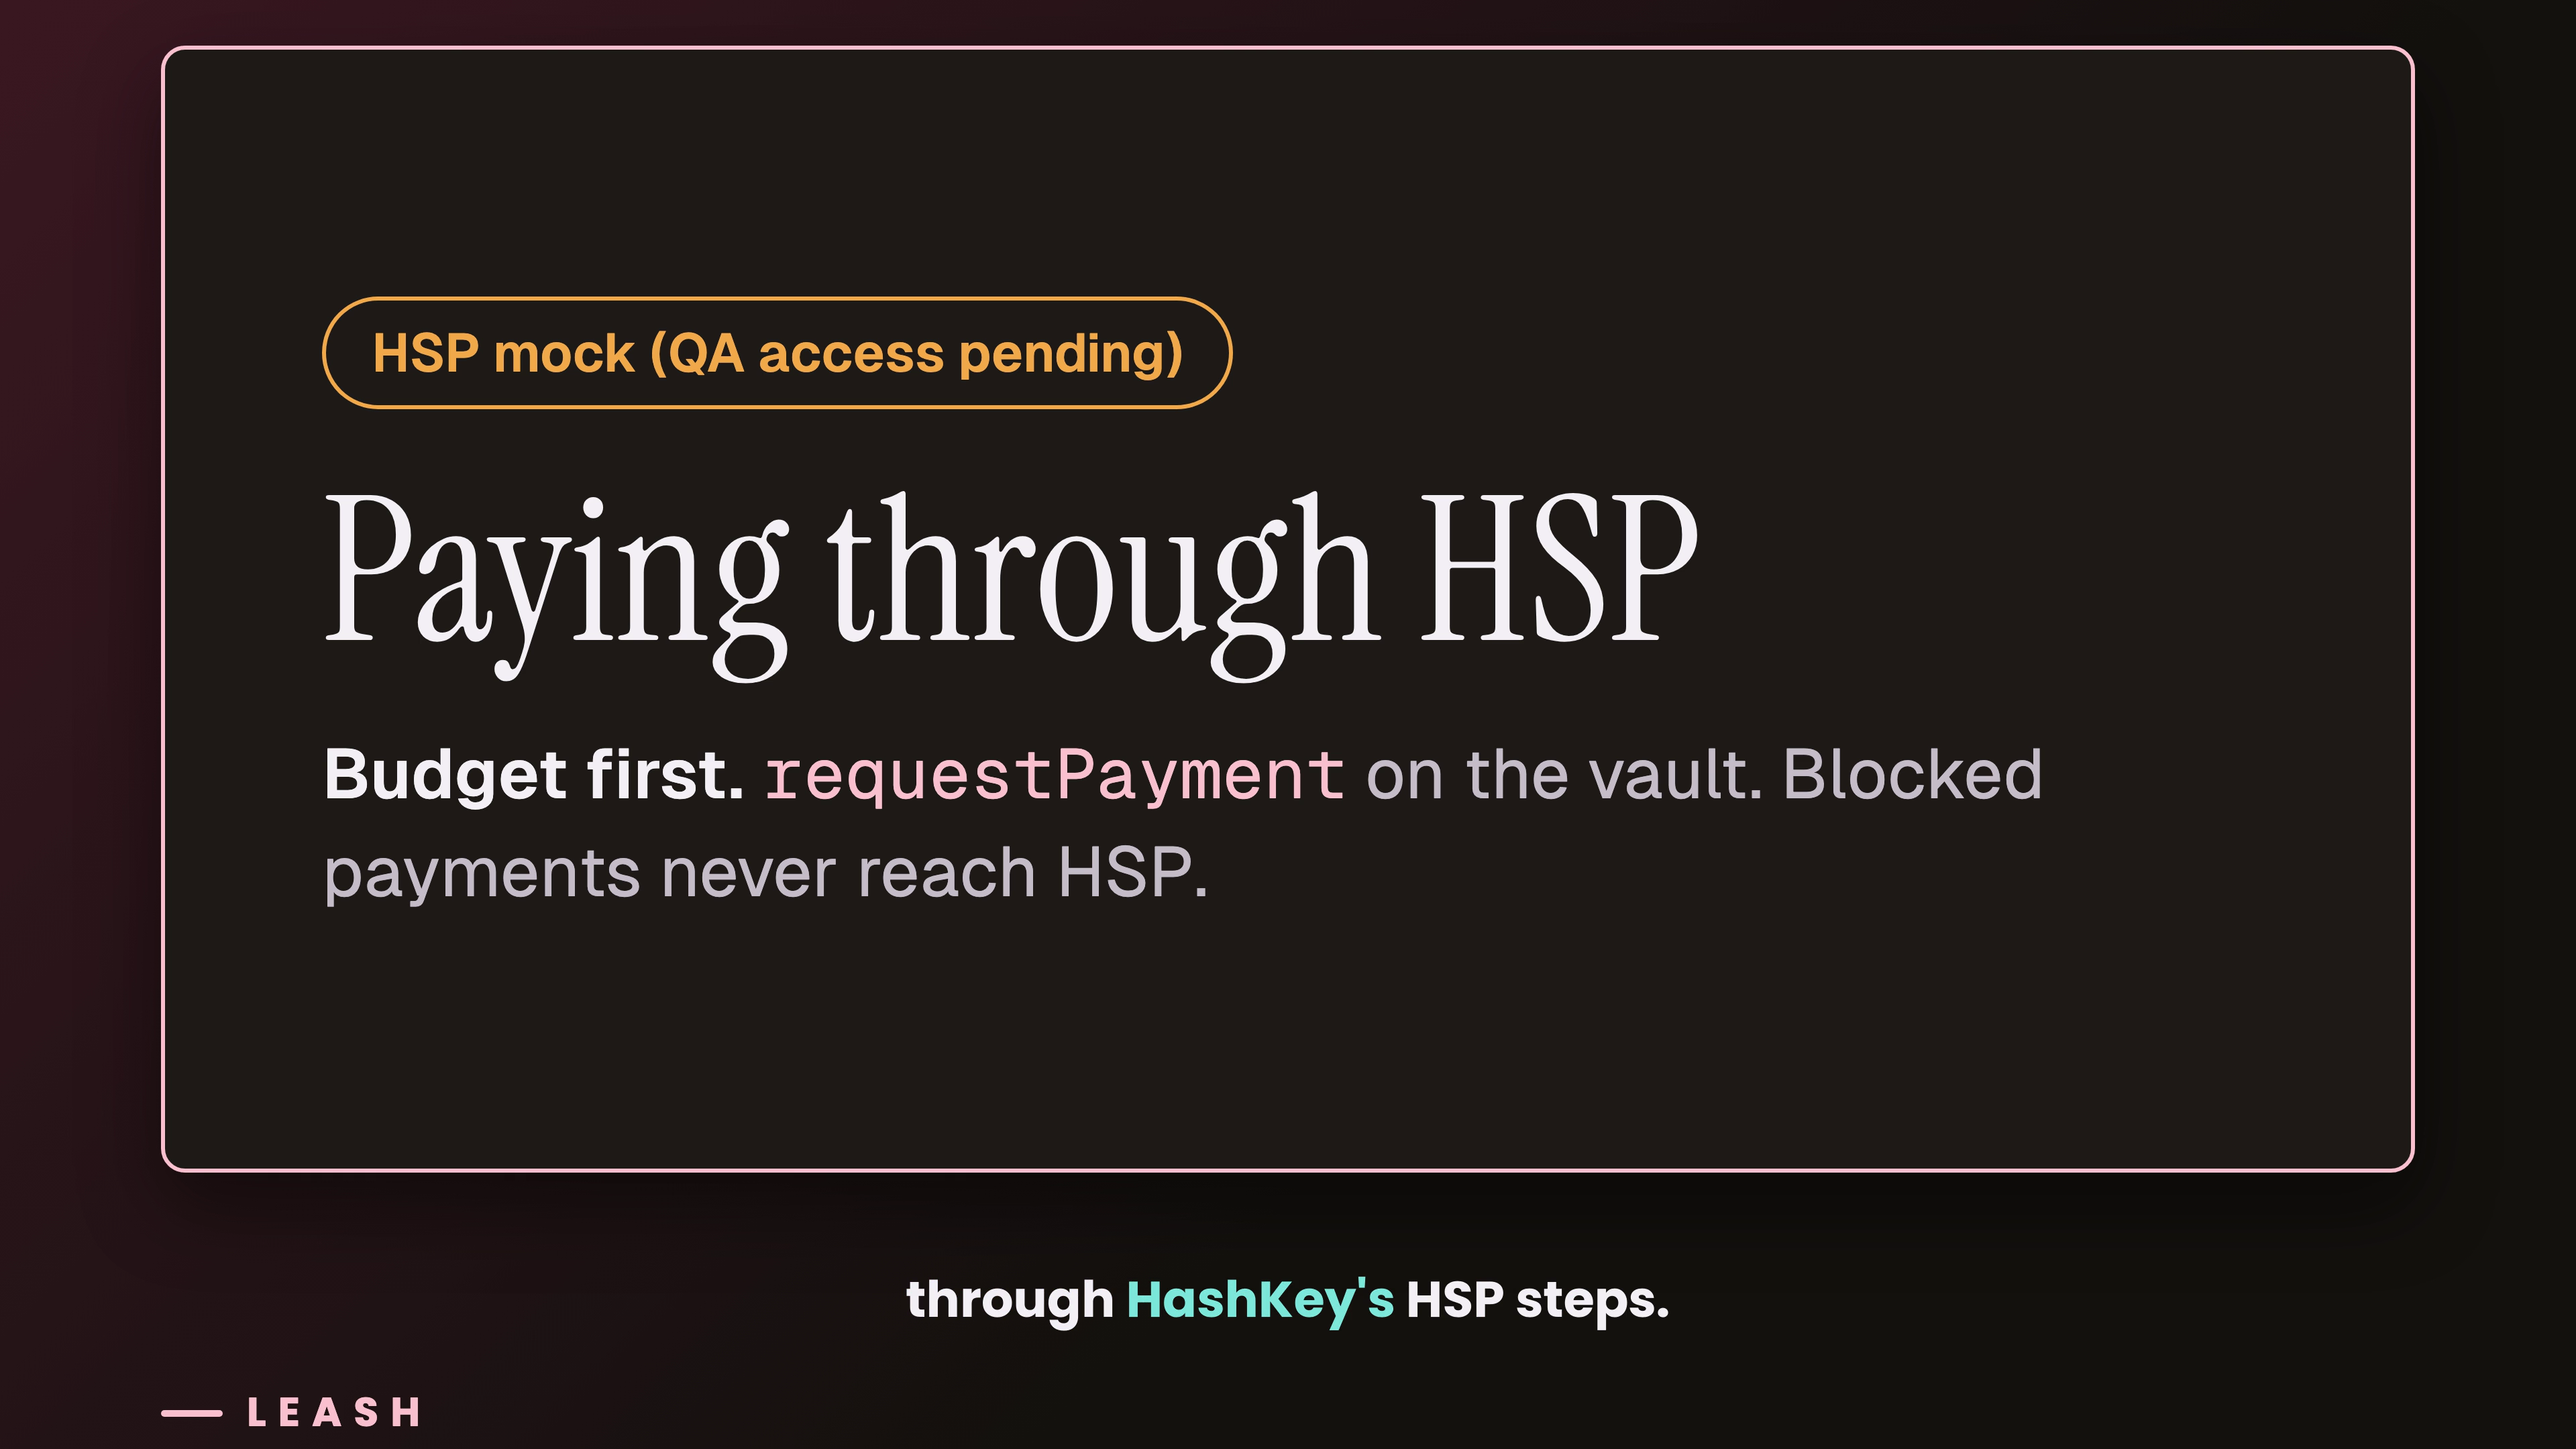 HSP mock (QA access pending)
Paying through HSP
Budget first. requestPayment on the vault. Blocked
payments never reach HSP.
through HashKey's HSP steps.
LEASH